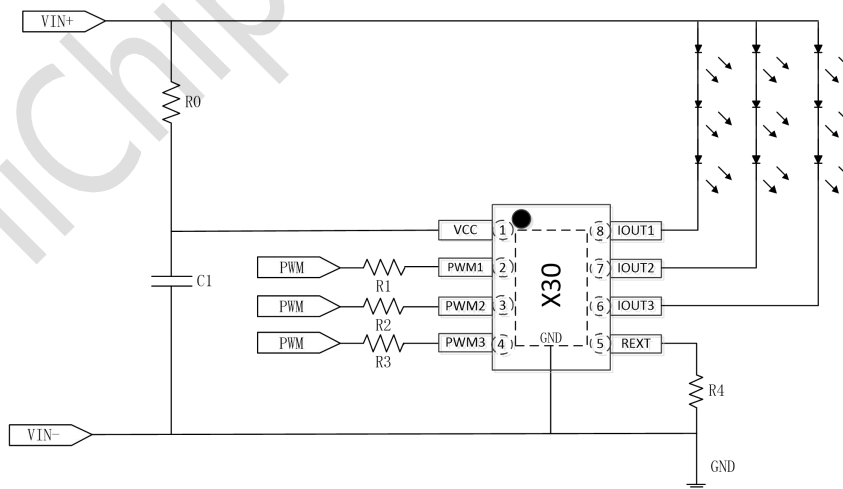 VIN+
R0
VCC 1 8 IOUT1
PWM PWM1 2 7 IOUT2
R1
C1
X30
PWM PWM2 3 6 IOUT3
R2
PWM PWM3 4 GND 5 REXT
R3
R4
VIN-
GND
iiChip